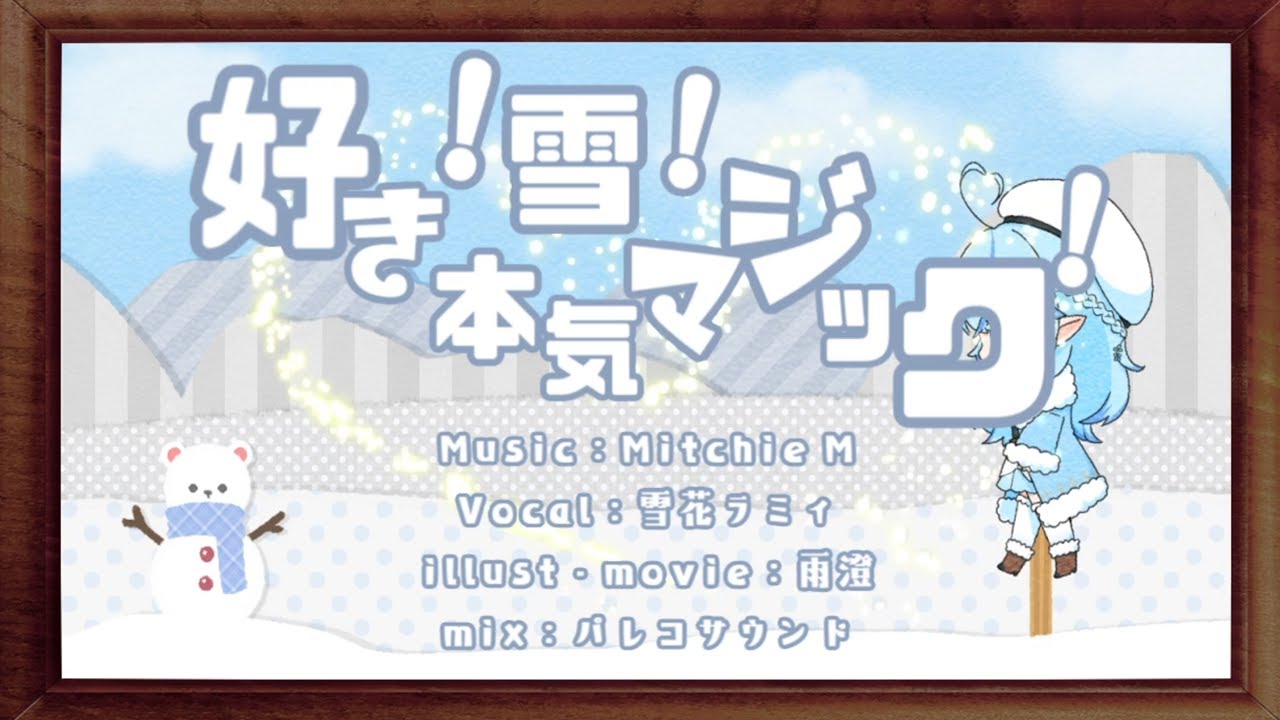 好き！雪！本気マジック！
Music：Mitchie M
Vocal：雪花ラミィ
illust - movie：雨澄
mix：パレコサウンド